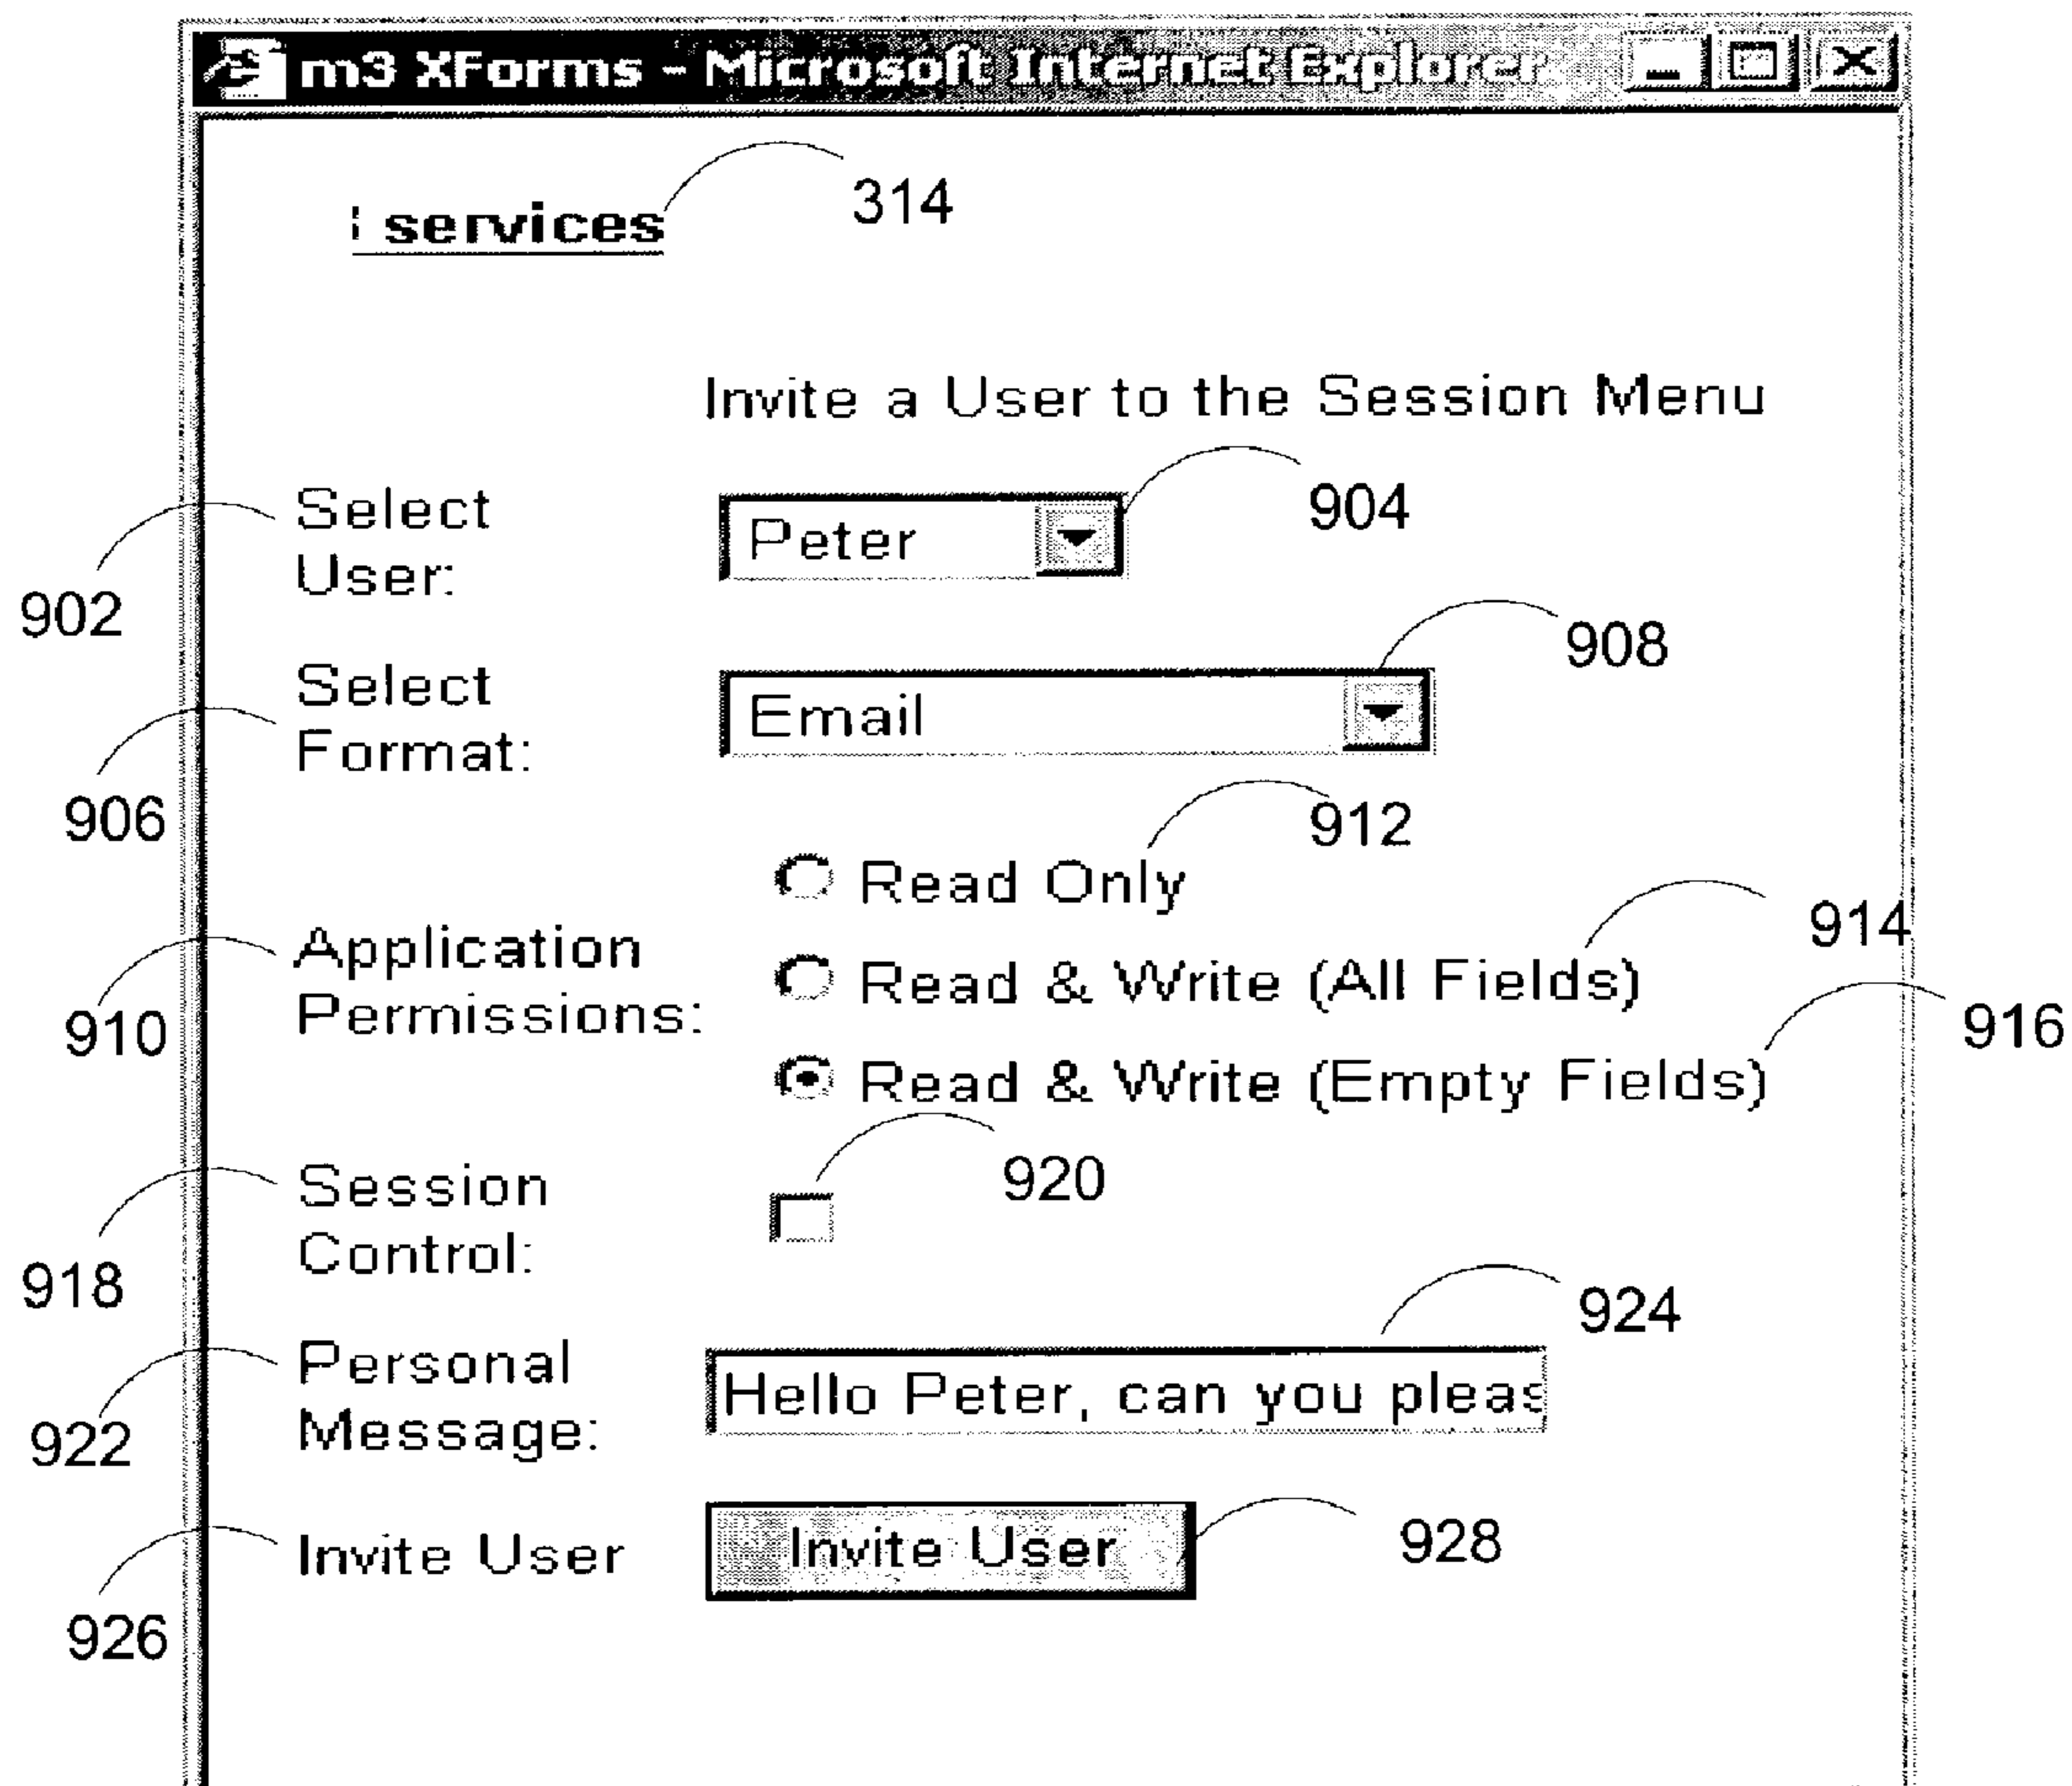 m3 XForms - Microsoft Internet Explorer
314
services
Invite a User to the Session Menu
904
Select
User:
Peter
902
908
Select
Format:
Email
906
912
Read Only
914
Application
Permissions:
Read & Write (All Fields)
910
916
Read & Write (Empty Fields)
920
Session
Control:
918
924
Personal
Message:
Hello Peter, can you pleas
922
928
Invite User
Invite User
926